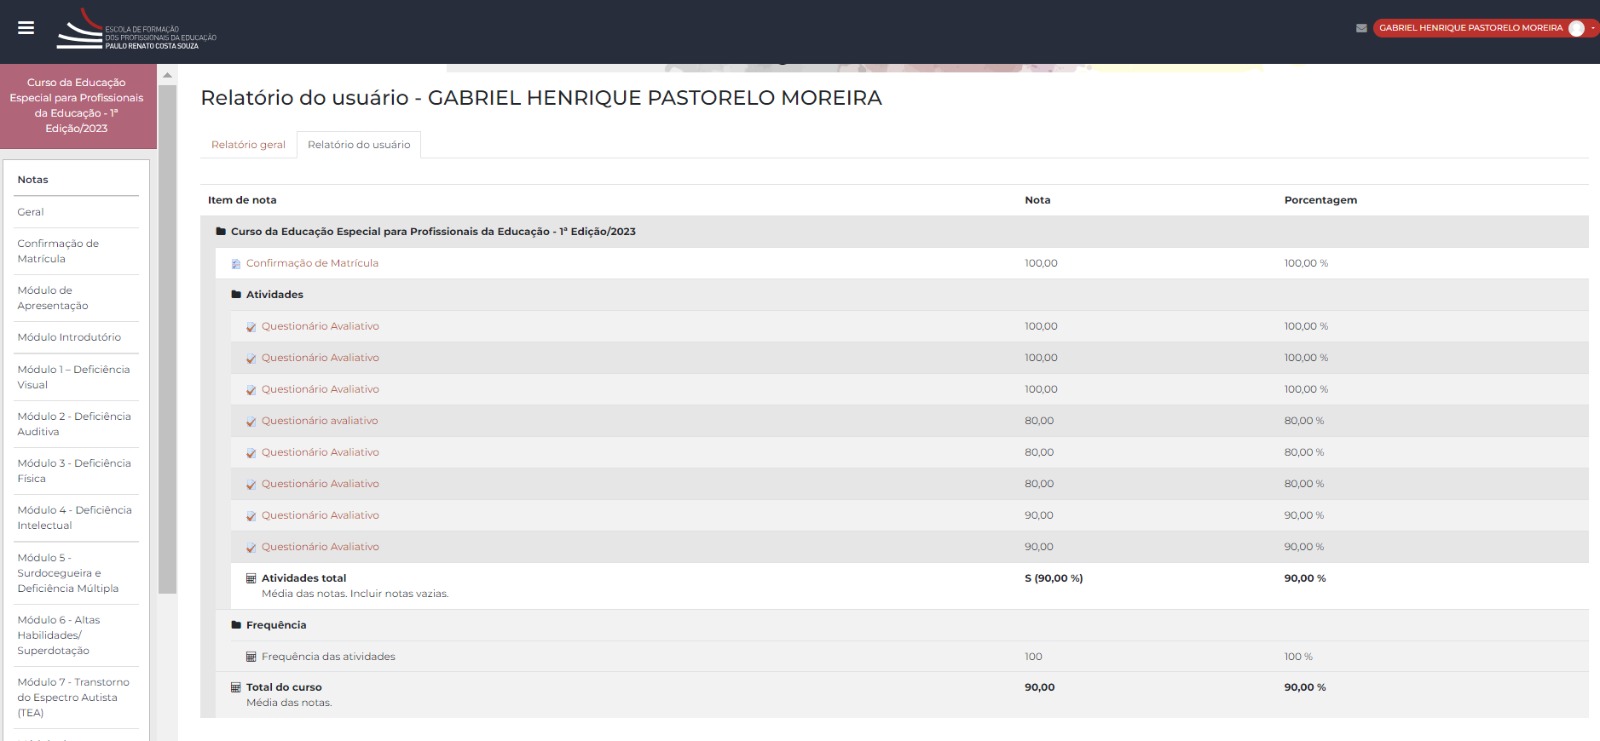 ESCOLA DE FORMAÇÃO
DOS PROFISSIONAIS DA EDUCAÇÃO
PAULO RENATO COSTA SOUZA
GABRIEL HENRIQUE PASTORELO MOREIRA
Curso da Educação
Especial para Profissionais
da Educação - 1ª
Edição/2023
Notas
Geral
Confirmação de
Matrícula
Módulo de
Apresentação
Módulo Introdutório
Módulo 1 – Deficiência
Visual
Módulo 2 - Deficiência
Auditiva
Módulo 3 - Deficiência
Física
Módulo 4 - Deficiência
Intelectual
Módulo 5 -
Surdocegueira e
Deficiência Múltipla
Módulo 6 - Altas
Habilidades/
Superdotação
Módulo 7 - Transtorno
do Espectro Autista
(TEA)
Relatório do usuário - GABRIEL HENRIQUE PASTORELO MOREIRA
Relatório geral Relatório do usuário
Item de nota Nota Porcentagem
Curso da Educação Especial para Profissionais da Educação - 1ª Edição/2023
Confirmação de Matrícula 100,00 100,00 %
Atividades
Questionário Avaliativo 100,00 100,00 %
Questionário Avaliativo 100,00 100,00 %
Questionário Avaliativo 100,00 100,00 %
Questionário avaliativo 80,00 80,00 %
Questionário Avaliativo 80,00 80,00 %
Questionário Avaliativo 80,00 80,00 %
Questionário Avaliativo 90,00 90,00 %
Questionário Avaliativo 90,00 90,00 %
Atividades total S (90,00 %) 90,00 %
Média das notas. Incluir notas vazias.
Frequência
Frequência das atividades 100 100 %
Total do curso 90,00 90,00 %
Média das notas.